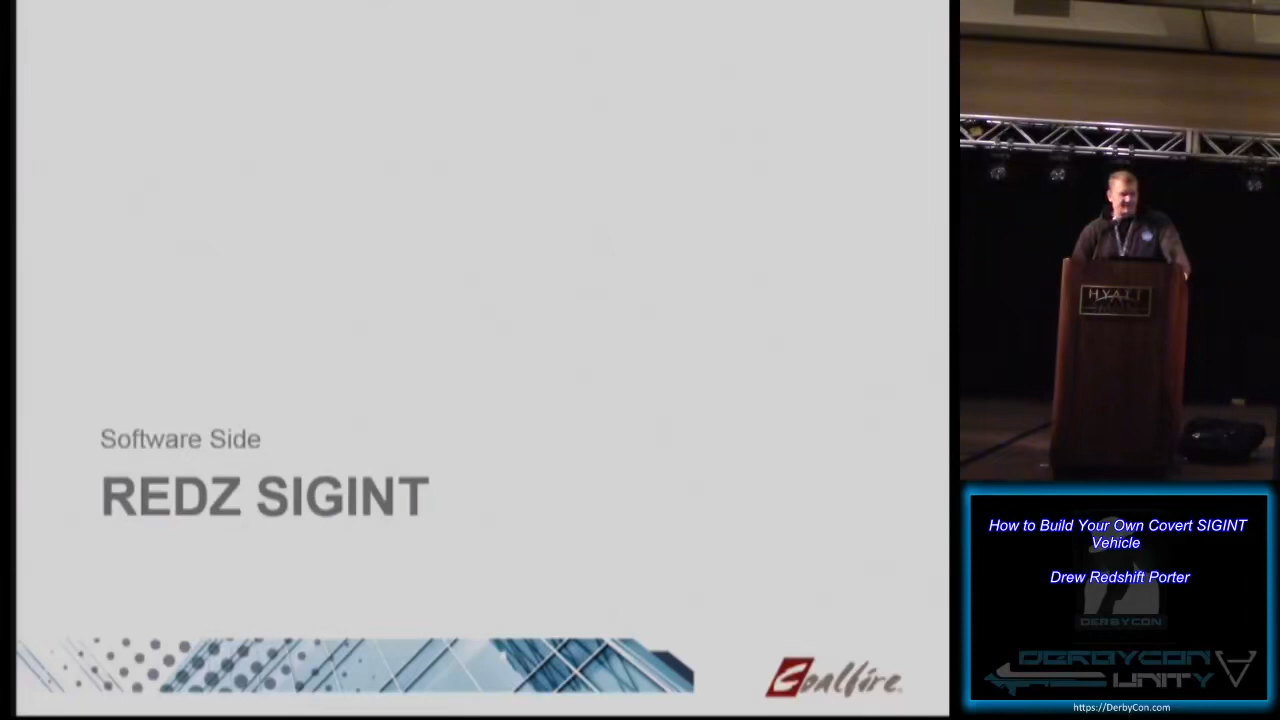 Software Side
REDZ SIGINT
Coalfire
HYATT
How to Build Your Own Covert SIGINT
Vehicle
Drew Redshift Porter
DERBYCON
DERBYCON
UNITY
https://DerbyCon.com